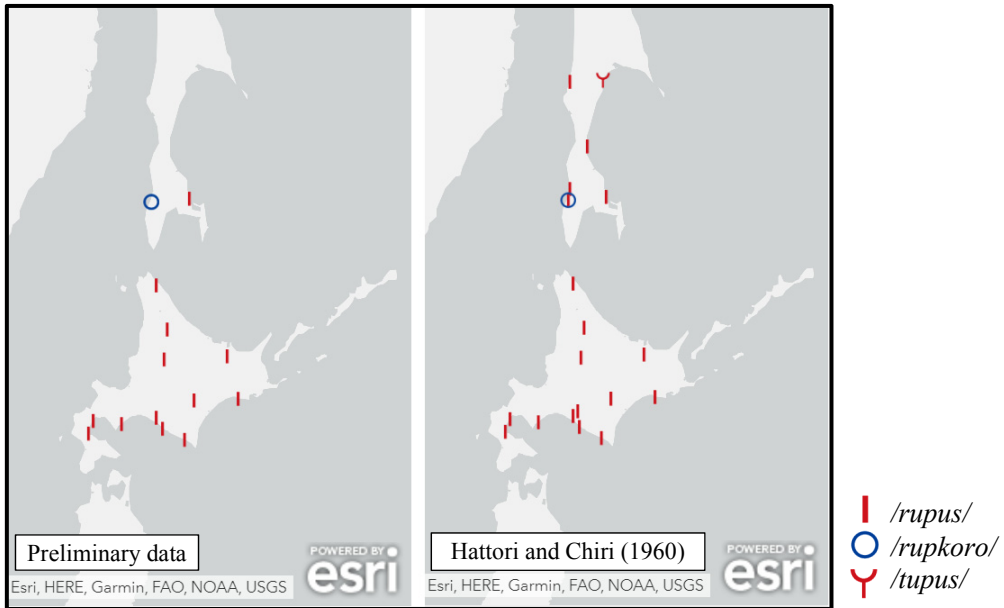 Preliminary data
POWERED BY
esri
Esri, HERE, Garmin, FAO, NOAA, USGS
Hattori and Chiri (1960)
POWERED BY
esri
Esri, HERE, Garmin, FAO, NOAA, USGS
/rupus/
/rupkoro/
/tupus/